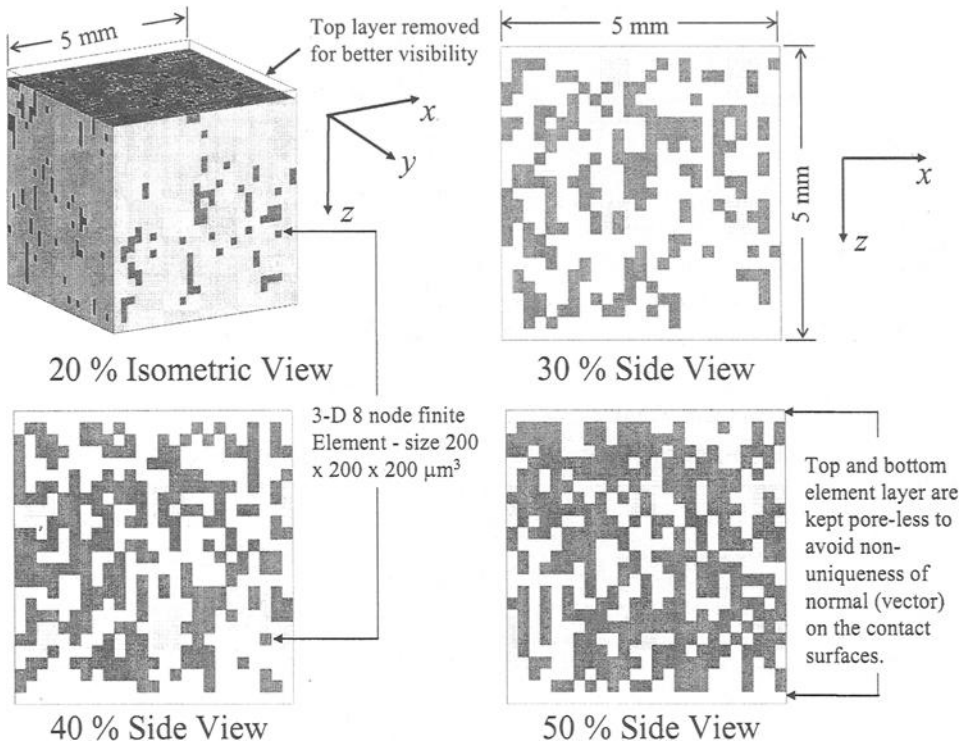 5 mm
Top layer removed
for better visibility
x
y
z
20 % Isometric View
5 mm
5 mm
x
z
30 % Side View
3-D 8 node finite
Element - size 200
x 200 x 200 μm³
40 % Side View
50 % Side View
Top and bottom
element layer are
kept pore-less to
avoid non-
uniqueness of
normal (vector)
on the contact
surfaces.